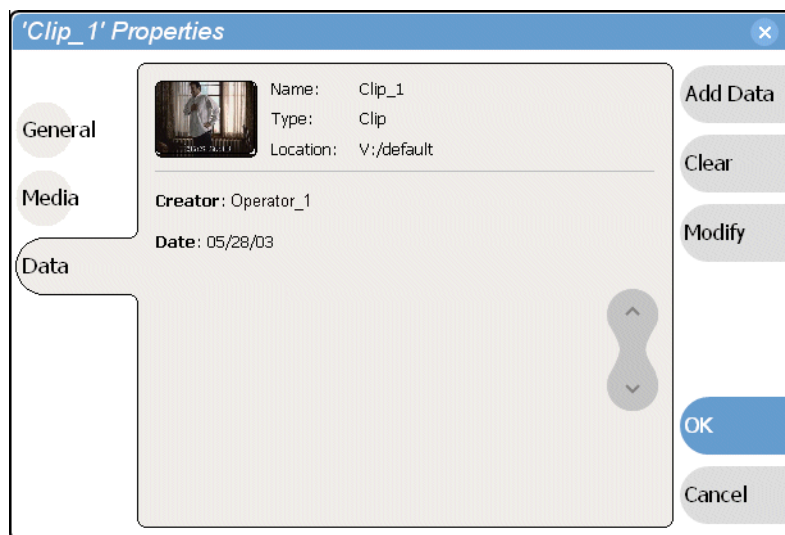 'Clip_1' Properties
General
Media
Data
Name: Clip_1
Type: Clip
Location: V:/default
Creator: Operator_1
Date: 05/28/03
Add Data
Clear
Modify
OK
Cancel